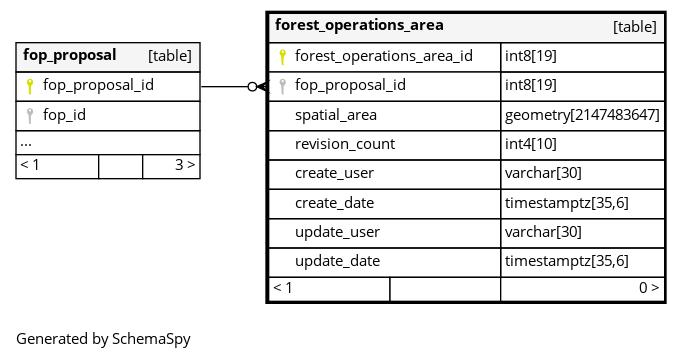 fop_proposal [table]
fop_proposal_id
fop_id
...
< 1 3 >
forest_operations_area [table]
forest_operations_area_id int8[19]
fop_proposal_id int8[19]
spatial_area geometry[2147483647]
revision_count int4[10]
create_user varchar[30]
create_date timestamptz[35,6]
update_user varchar[30]
update_date timestamptz[35,6]
< 1 0 >
Generated by SchemaSpy